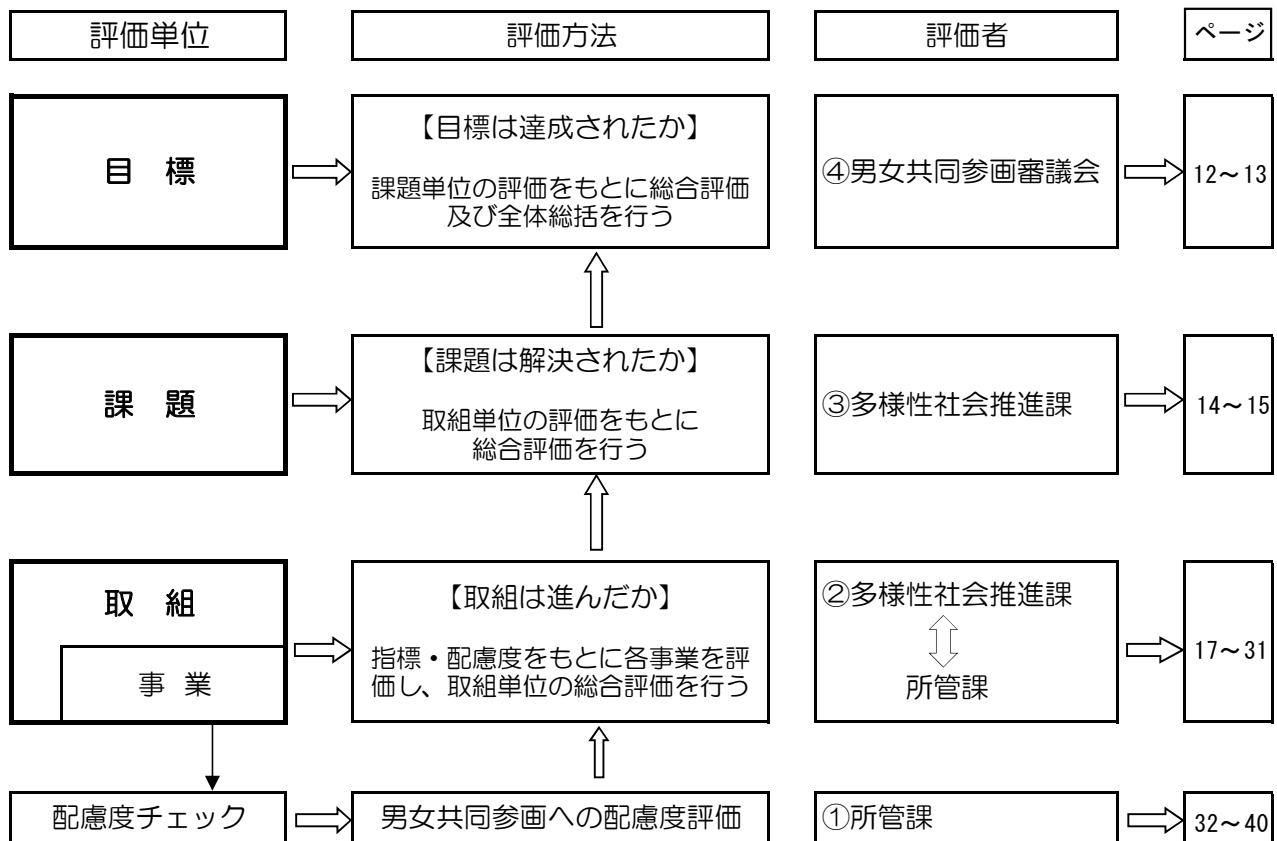 評価単位
評価方法
評価者
ページ
目 標
【目標は達成されたか】
課題単位の評価をもとに総合評価
及び全体総括を行う
④男女共同参画審議会
12～13
課 題
【課題は解決されたか】
取組単位の評価をもとに
総合評価を行う
③多様性社会推進課
14～15
取 組
事 業
【取組は進んだか】
指標・配慮度をもとに各事業を評
価し、取組単位の総合評価を行う
②多様性社会推進課
所管課
17～31
配慮度チェック
男女共同参画への配慮度評価
①所管課
32～40